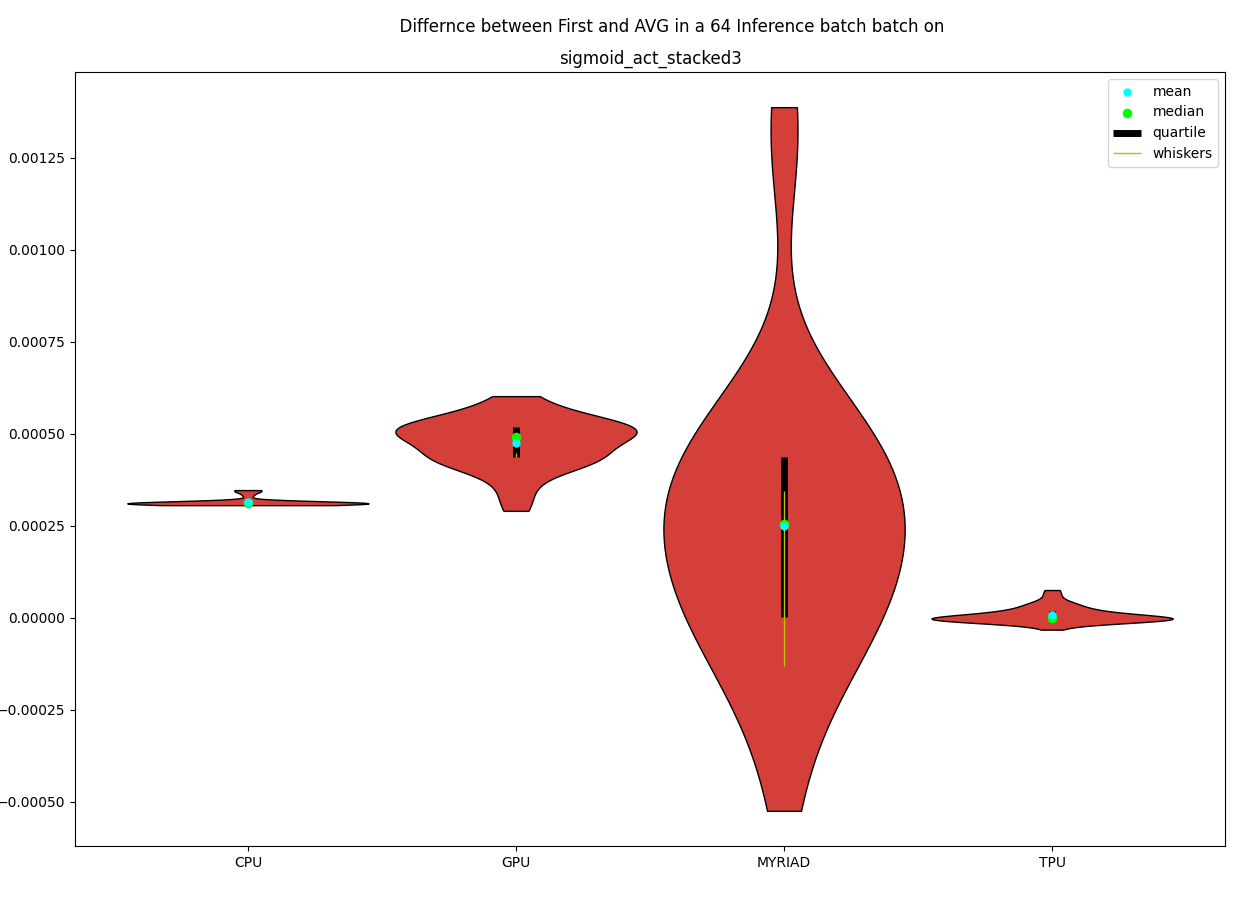 Differnce between First and AVG in a 64 Inference batch batch on
sigmoid_act_stacked3
mean
median
quartile
whiskers
0.00125
0.00100
0.00075
0.00050
0.00025
0.00000
−0.00025
−0.00050
CPU GPU MYRIAD TPU